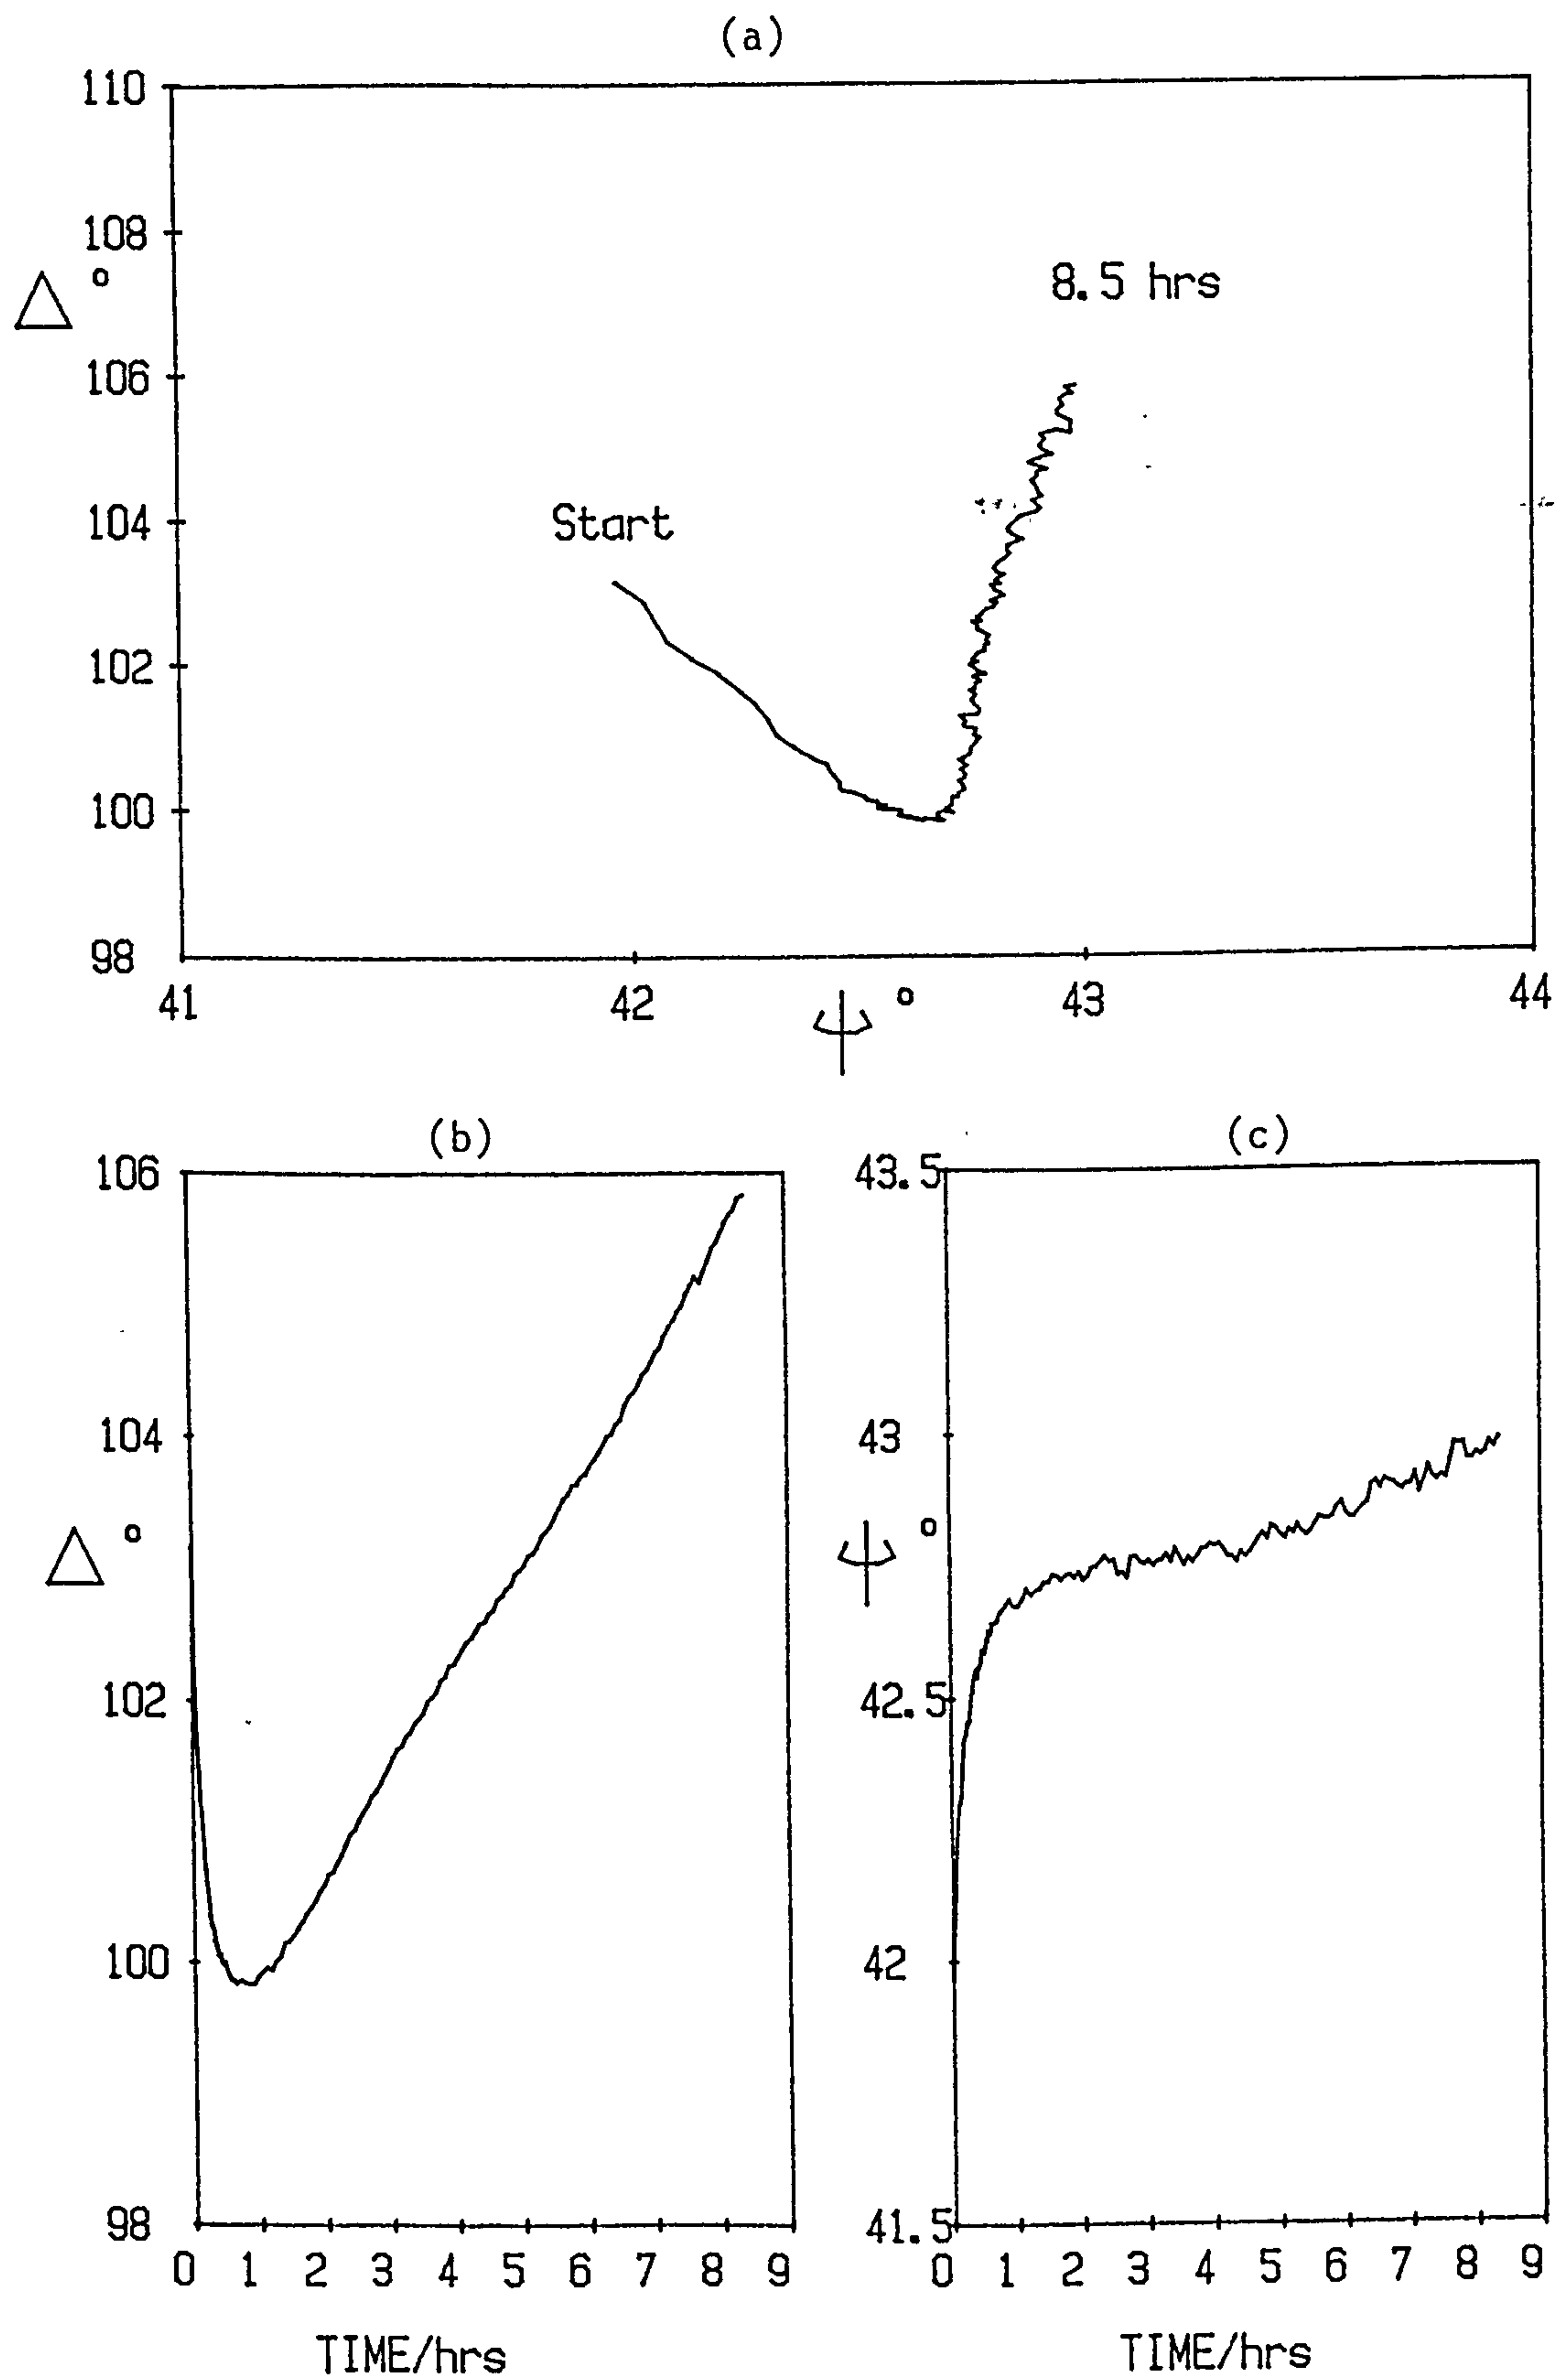 (a)
110
108
Δ°
8.5 hrs
106
104
Start
102
100
98
41 42 43 44
ψ°
(b)
106
104
Δ°
102
100
98
0 1 2 3 4 5 6 7 8 9
TIME/hrs
(c)
43.5
43
ψ°
42.5
42
41.5
0 1 2 3 4 5 6 7 8 9
TIME/hrs